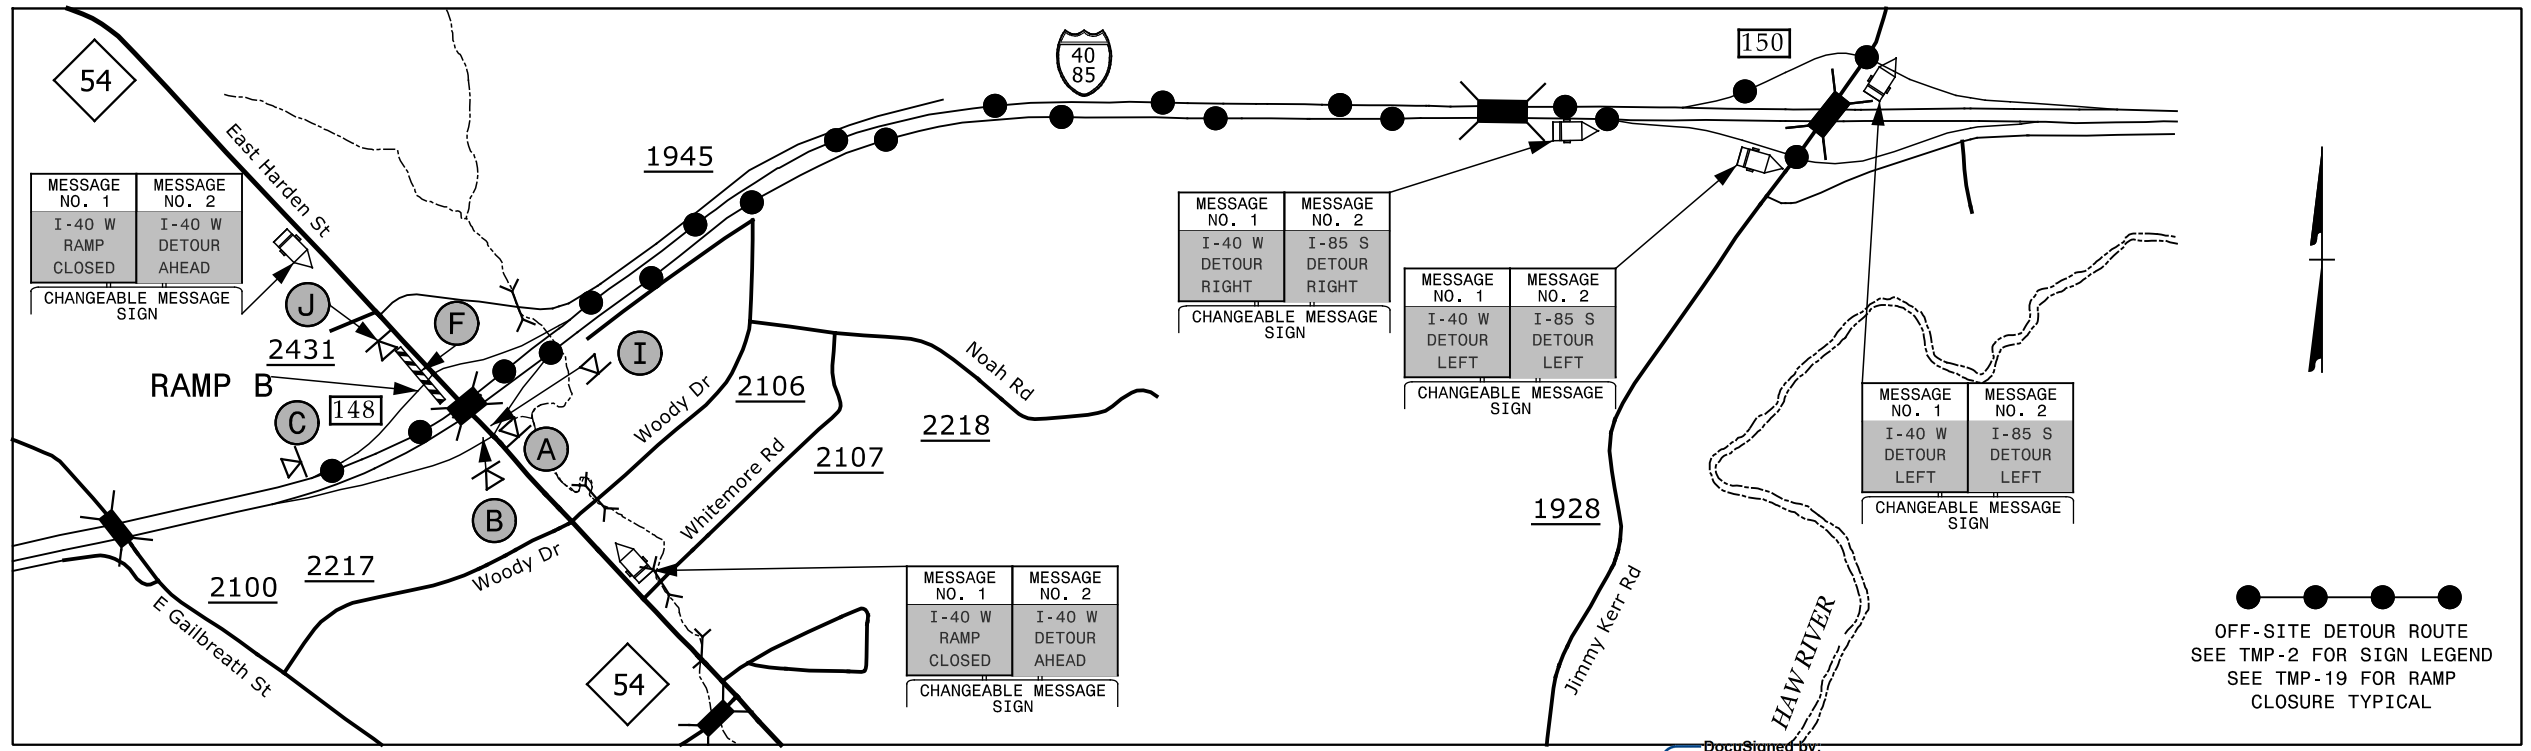 54
East Harden St
MESSAGE NO. 1
MESSAGE NO. 2
I-40 W
RAMP
CLOSED
I-40 W
DETOUR
AHEAD
CHANGEABLE MESSAGE
SIGN
J
F
2431
RAMP B
148
C
I
A
B
1945
40
85
150
MESSAGE NO. 1
MESSAGE NO. 2
I-40 W
DETOUR
RIGHT
I-85 S
DETOUR
RIGHT
CHANGEABLE MESSAGE
SIGN
MESSAGE NO. 1
MESSAGE NO. 2
I-40 W
DETOUR
LEFT
I-85 S
DETOUR
LEFT
CHANGEABLE MESSAGE
SIGN
MESSAGE NO. 1
MESSAGE NO. 2
I-40 W
DETOUR
LEFT
I-85 S
DETOUR
LEFT
CHANGEABLE MESSAGE
SIGN
Woody Dr
2106
Noah Rd
2218
Whitemore Rd
2107
Woody Dr
2217
2100
E Gailbreath St
MESSAGE NO. 1
MESSAGE NO. 2
I-40 W
RAMP
CLOSED
I-40 W
DETOUR
AHEAD
CHANGEABLE MESSAGE
SIGN
54
1928
Jimmy Kerr Rd
HAW RIVER
OFF-SITE DETOUR ROUTE
SEE TMP-2 FOR SIGN LEGEND
SEE TMP-19 FOR RAMP
CLOSURE TYPICAL
DocuSigned by: